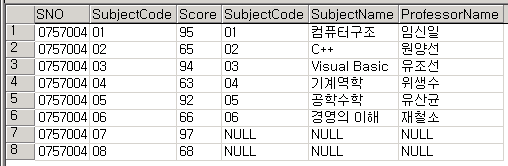 SNO SubjectCode Score SubjectCode SubjectName ProfessorName
1 0757004 01 95 01 컴퓨터구조 임신일
2 0757004 02 65 02 C++ 원양선
3 0757004 03 94 03 Visual Basic 유조선
4 0757004 04 63 04 기계역학 위생수
5 0757004 05 92 05 공학수학 유산균
6 0757004 06 66 06 경영의 이해 재철소
7 0757004 07 97 NULL NULL NULL
8 0757004 08 68 NULL NULL NULL